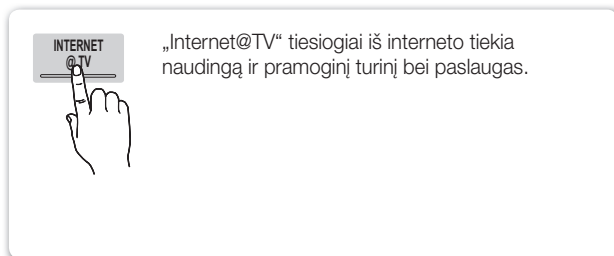 INTERNET
@ TV
„Internet@TV“ tiesiogiai iš interneto tiekia
naudingą ir pramoginį turinį bei paslaugas.